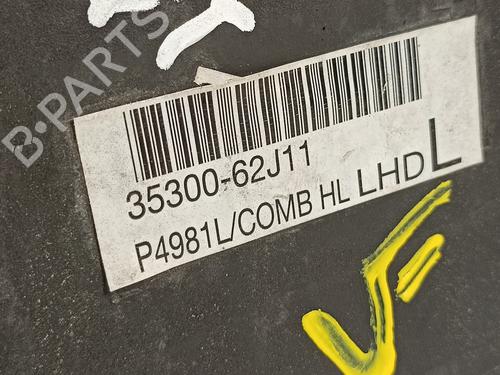 B-PARTS
35300-62J11
P4981L/COMB HL LHD L